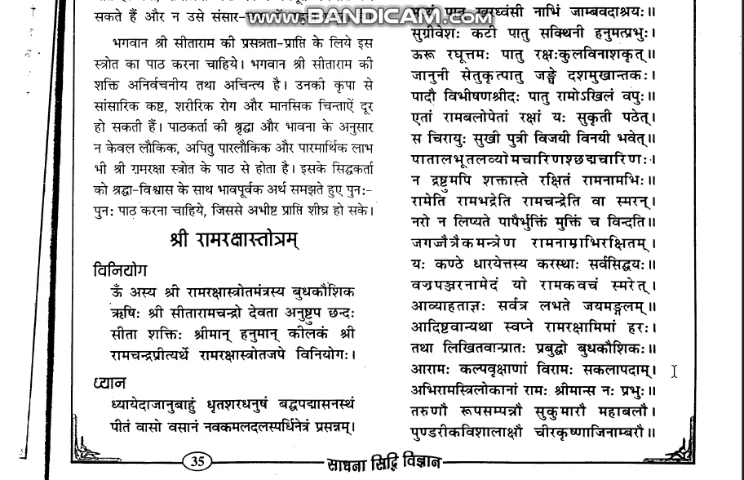 www.BANDICAM.com
सकते हैं और न उसे संसार-
भगवान श्री सीताराम की प्रसन्नता-प्राप्ति के लिये इस
स्त्रोत का पाठ करना चाहिये। भगवान श्री सीताराम की
शक्ति अनिर्वचनीय तथा अचिन्त्य है। उनकी कृपा से
सांसारिक कष्ट, शरीरिक रोग और मानसिक चिन्ताऐं दूर
हो सकती हैं। पाठकर्ता की श्रृद्धा और भावना के अनुसार
न केवल लौकिक, अपितु पारलौकिक और पारमार्थिक लाभ
भी श्री रामरक्षा स्त्रोत के पाठ से होता है। इसके सिद्धकर्ता
को श्रद्धा-विश्वास के साथ भावपूर्वक अर्थ समझते हुए पुन:-
पुन: पाठ करना चाहिये, जिससे अभीष्ट प्राप्ति शीघ्र हो सके।
श्री रामरक्षास्तोत्रम्
विनियोग
ऊँ अस्य श्री रामरक्षास्त्रोतमंत्रस्य बुधकौशिक
ऋषि: श्री सीतारामचन्द्रो देवता अनुष्टुप छन्द:
सीता शक्ति: श्रीमान् हनुमान् कीलकं श्री
रामचन्द्रप्रीत्यर्थे रामरक्षास्त्रोतजपे विनियोग:।
ध्यान
ध्यायेदाजानुबाहुं धृतशरधनुषं बद्धपद्मासनस्थं
पीतं वासो वसानं नवकमलदलस्पर्धिनेत्रं प्रसन्नम्।
पातु ध्वंसी नाभिं जाम्बवदाश्रय:॥
सुग्रीवेश: कटी पातु सक्थिनी हनुमत्प्रभु:।
ऊरू रघूत्तम: पातु रक्ष:कुलविनाशकृत्॥
जानुनी सेतुकृत्पातु जङ्घे दशमुखान्तक:।
पादौ विभीषणश्रीद: पातु रामोऽखिलं वपु:॥
एतां रामबलोपेतां रक्षां य: सुकृती पठेत्।
स चिरायु: सुखी पुत्री विजयी विनयी भवेत्॥
पातालभूतलव्योमचारिणश्छद्मचारिण:।
न द्रष्टुमपि शक्तास्ते रक्षितं रामनामभि:॥
रामेति रामभद्रेति रामचन्द्रेति वा स्मरन्।
नरो न लिप्यते पापैर्भुक्तिं मुक्तिं च विन्दति॥
जगज्जैत्रैकमन्त्रेण रामनाम्नाभिरक्षितम्।
य: कण्ठे धारयेत्तस्य करस्था: सर्वसिद्धय:॥
वज्रपञ्जरनामेदं यो रामकवचं स्मरेत्।
आव्याहताज्ञ: सर्वत्र लभते जयमङ्गलम्॥
आदिष्टवान्यथा स्वप्ने रामरक्षामिमां हर:।
तथा लिखितवान्प्रात: प्रबुद्धो बुधकौशिक:॥
आराम: कल्पवृक्षाणां विराम: सकलापदाम्।
अभिरामस्त्रिलोकानां राम: श्रीमान्स न: प्रभु:॥
तरुणौ रूपसम्पन्नौ सुकुमारौ महाबलौ।
पुण्डरीकविशालाक्षौ चीरकृष्णाजिनाम्बरौ॥
35
साधना सिद्धि विज्ञान